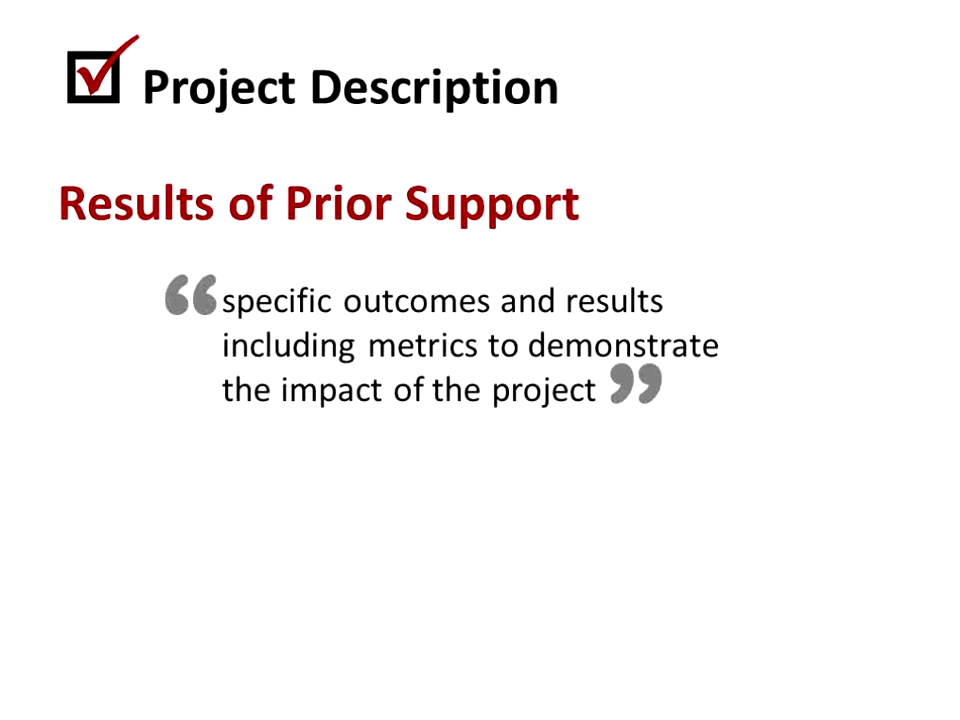 Project Description
Results of Prior Support
“specific outcomes and results
including metrics to demonstrate
the impact of the project”